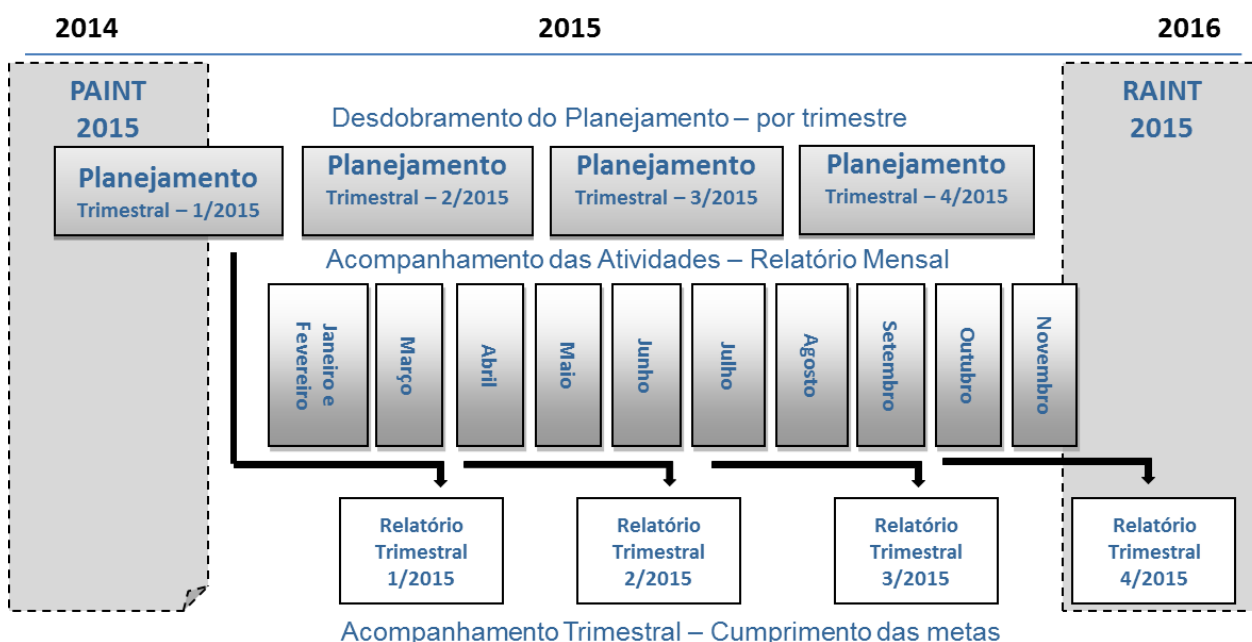 2014
2015
2016
PAINT
2015
RAINT
2015
Desdobramento do Planejamento – por trimestre
Planejamento
Trimestral – 1/2015
Planejamento
Trimestral – 2/2015
Planejamento
Trimestral – 3/2015
Planejamento
Trimestral – 4/2015
Acompanhamento das Atividades – Relatório Mensal
Janeiro e
Fevereiro
Março
Abril
Maio
Junho
Julho
Agosto
Setembro
Outubro
Novembro
Relatório
Trimestral
1/2015
Relatório
Trimestral
2/2015
Relatório
Trimestral
3/2015
Relatório
Trimestral
4/2015
Acompanhamento Trimestral – Cumprimento das metas